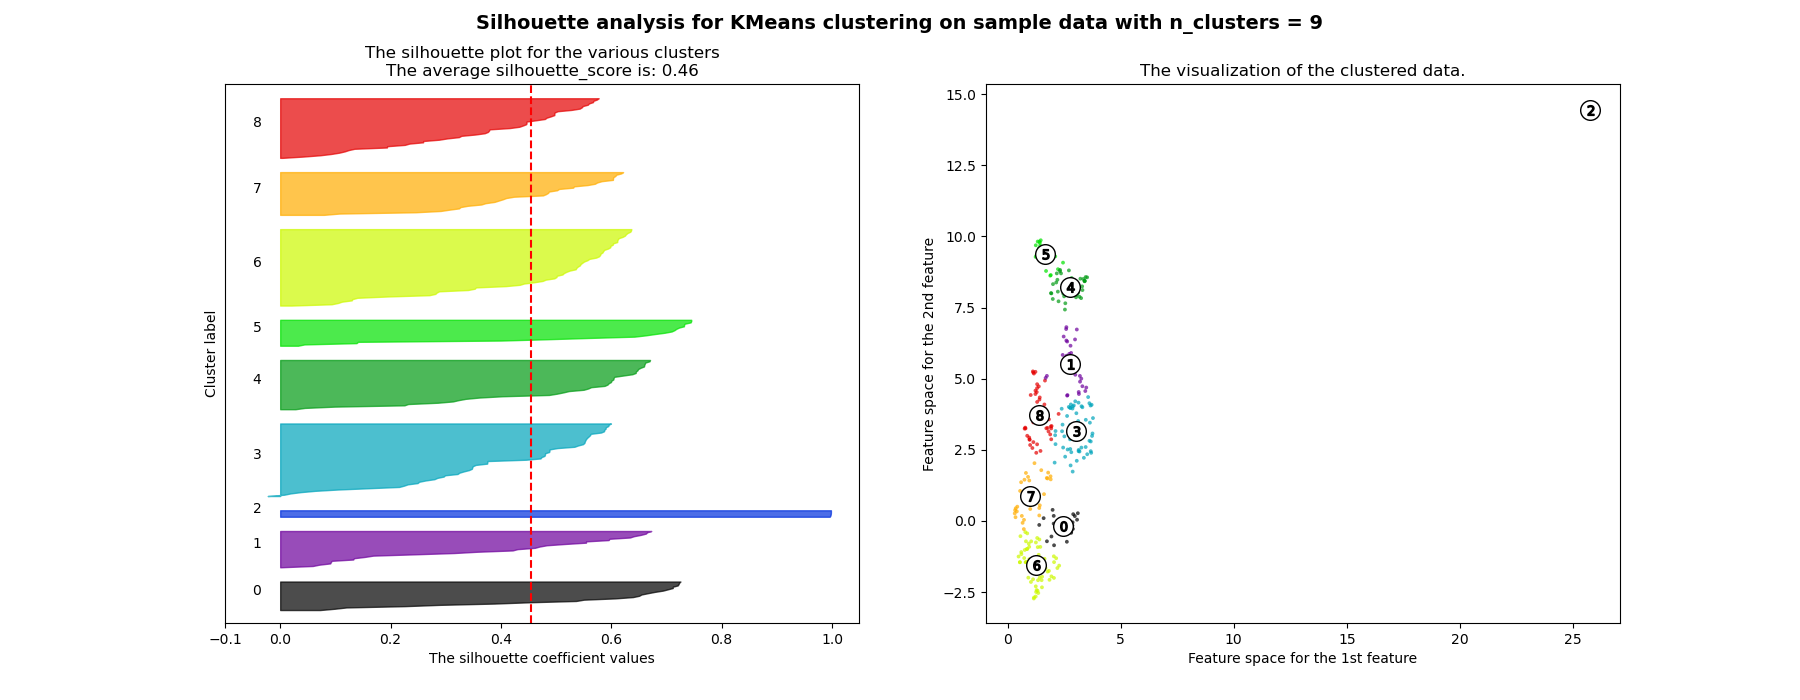 Silhouette analysis for KMeans clustering on sample data with n_clusters = 9
The silhouette plot for the various clusters
The average silhouette_score is: 0.46
8
7
6
5
4
3
2
1
0
Cluster label
−0.1 0.0 0.2 0.4 0.6 0.8 1.0
The silhouette coefficient values
The visualization of the clustered data.
15.0
12.5
10.0
7.5
5.0
2.5
0.0
−2.5
Feature space for the 2nd feature
2
5
4
1
8
3
7
0
6
0 5 10 15 20 25
Feature space for the 1st feature